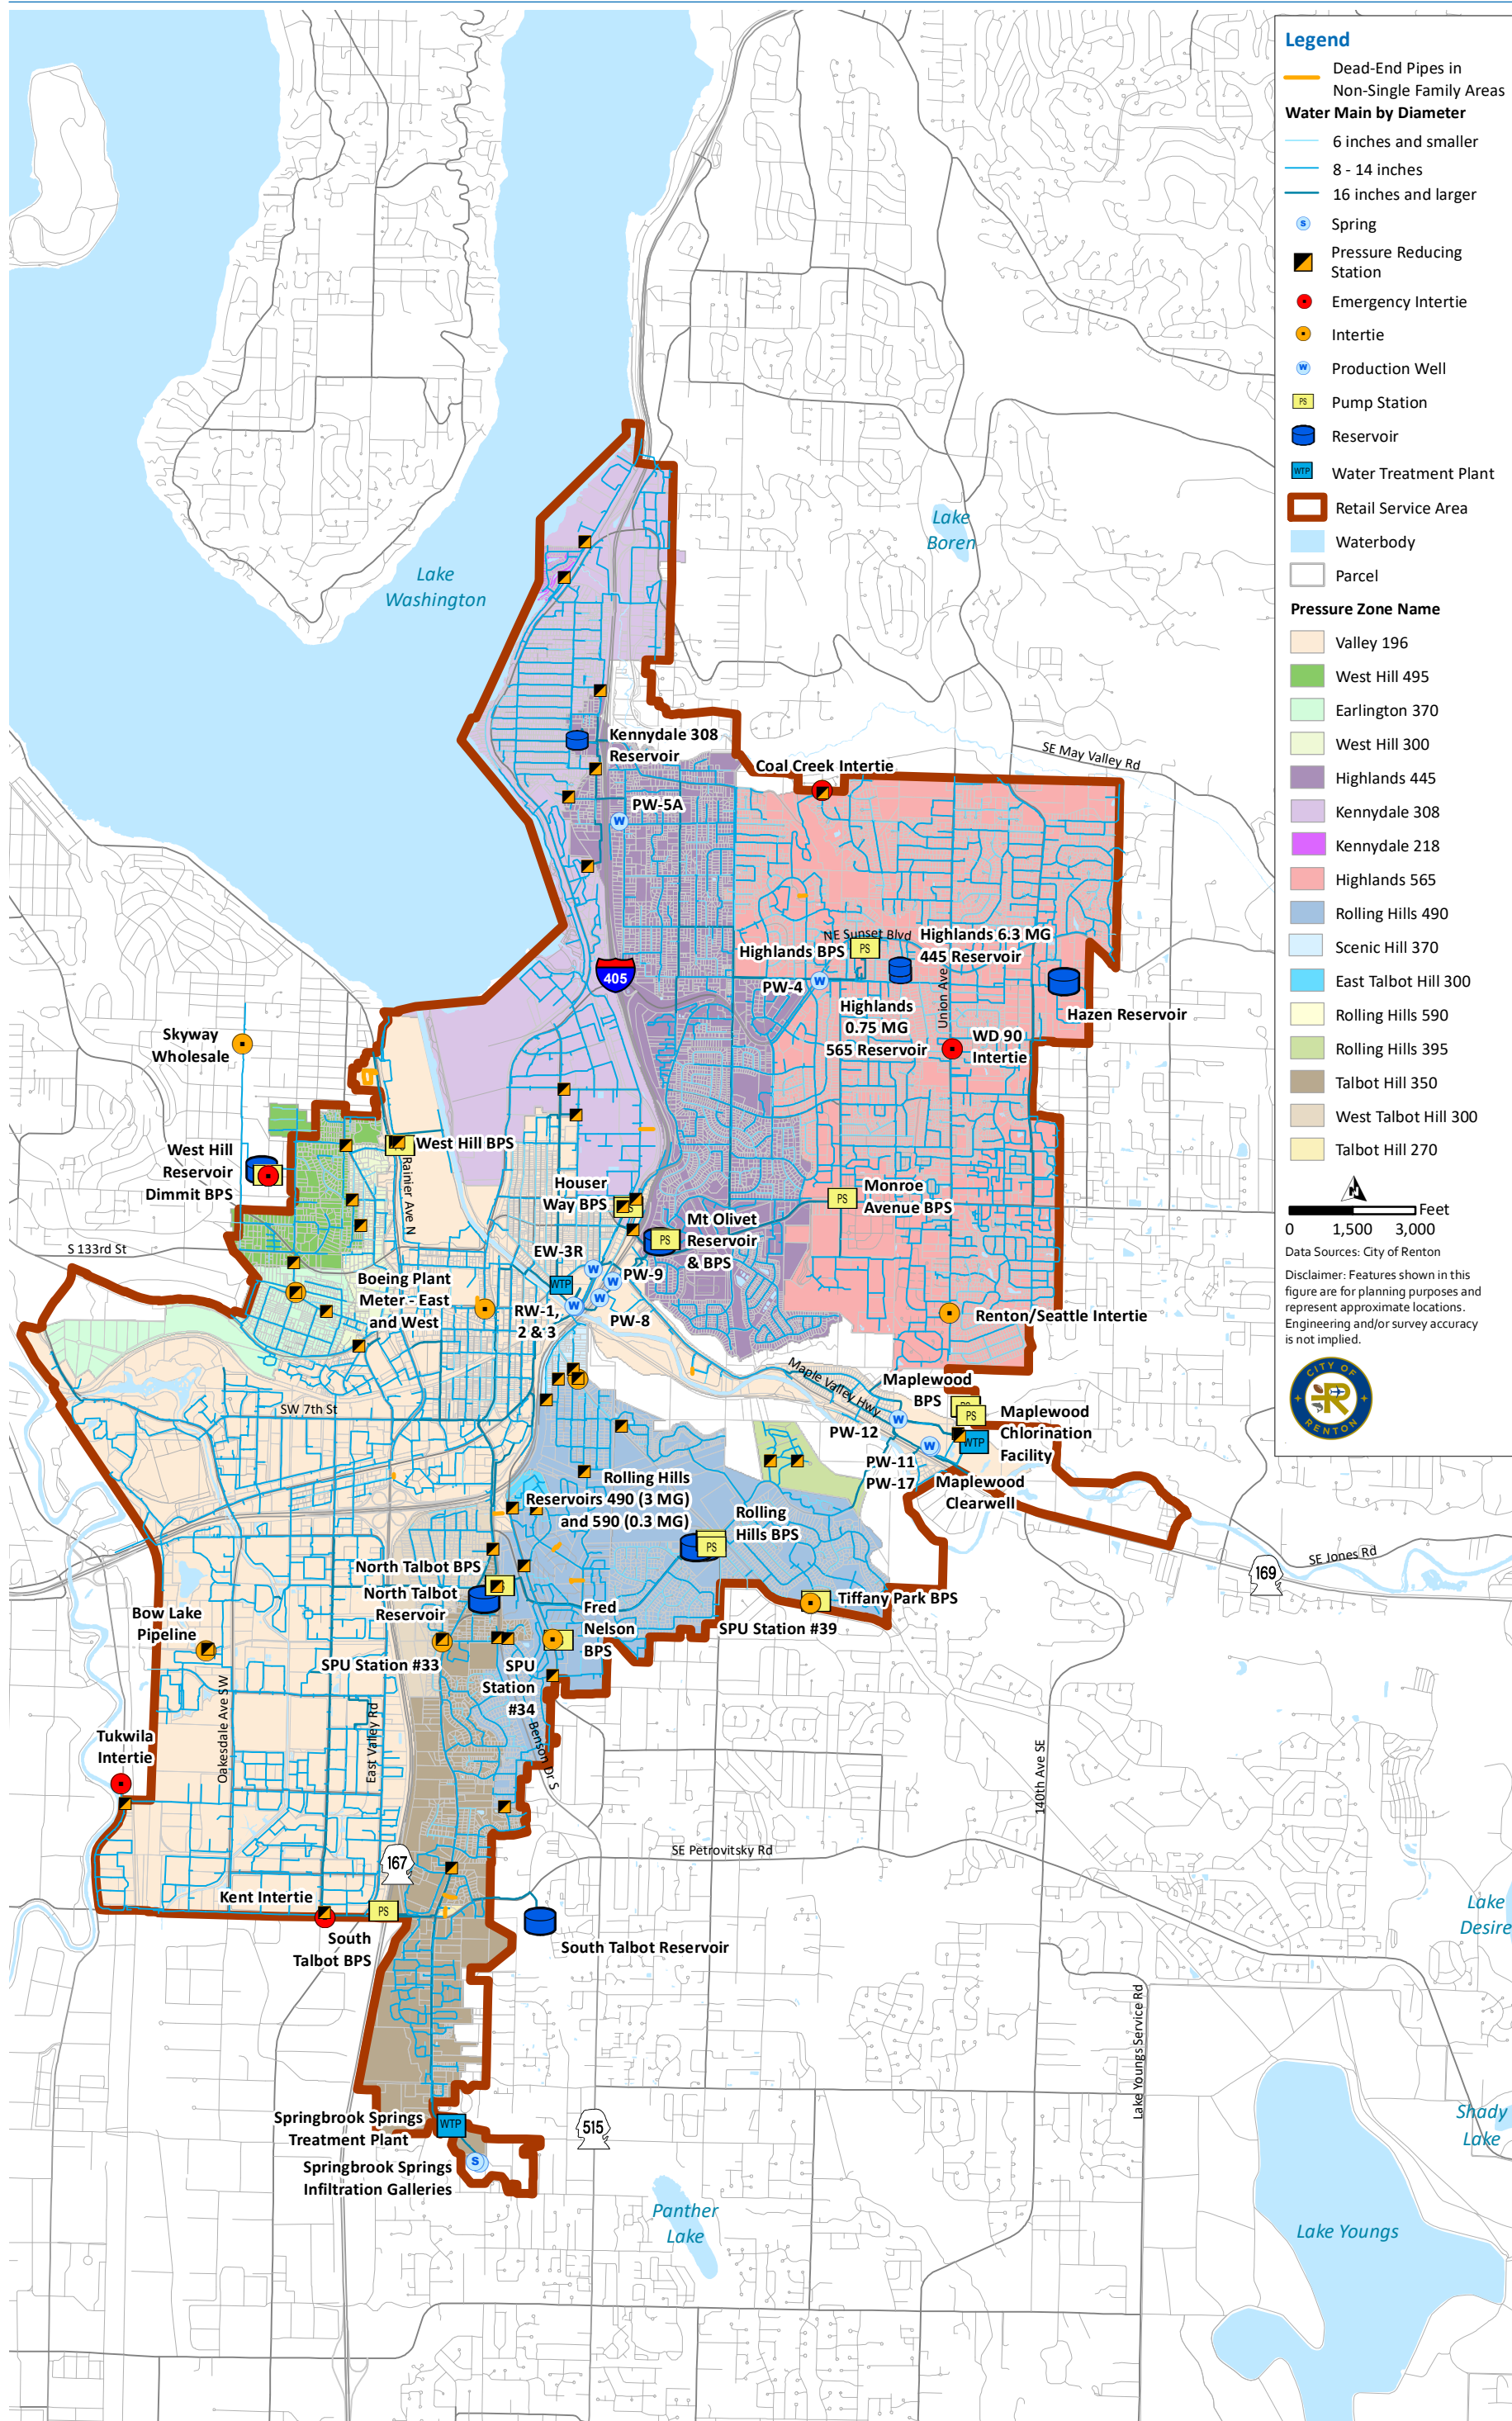 Legend
Dead-End Pipes in
Non-Single Family Areas
Water Main by Diameter
6 inches and smaller
8 - 14 inches
16 inches and larger
S
Spring
Pressure Reducing
Station
Emergency Intertie
Intertie
W
Production Well
PS
Pump Station
Reservoir
WTP
Water Treatment Plant
Retail Service Area
Waterbody
Parcel
Pressure Zone Name
Valley 196
West Hill 495
Earlington 370
West Hill 300
Highlands 445
Kennydale 308
Kennydale 218
Highlands 565
Rolling Hills 490
Scenic Hill 370
East Talbot Hill 300
Rolling Hills 590
Rolling Hills 395
Talbot Hill 350
West Talbot Hill 300
Talbot Hill 270
N
Feet
0 1,500 3,000
Data Sources: City of Renton
Disclaimer: Features shown in this
figure are for planning purposes and
represent approximate locations.
Engineering and/or survey accuracy
is not implied.
CITY OF
R
RENTON
Lake
Boren
Lake
Washington
Kennydale 308
Reservoir
SE May Valley Rd
Coal Creek Intertie
PW-5A
W
NE Sunset Blvd
Highlands 6.3 MG
445 Reservoir
Highlands BPS
PS
405
PW-4
W
Union Ave
Highlands
0.75 MG
565 Reservoir
Hazen Reservoir
WD 90
Intertie
Skyway
Wholesale
West Hill BPS
Rainier Ave N
West Hill
Reservoir
Dimmit BPS
Houser
Way BPS
Monroe
Avenue BPS
PS
Mt Olivet
Reservoir
& BPS
PS
S 133rd St
EW-3R
W
PW-9
W
WTP
Boeing Plant
Meter - East
and West
RW-1,
2 & 3
W
PW-8
W
Renton/Seattle Intertie
Maple Valley Hwy
Maplewood
BPS
PS
SW 7th St
PW-12
W
Maplewood
Chlorination
Facility
WTP
PW-11
PW-17
W
Maplewood
Clearwell
Rolling Hills
Reservoirs 490 (3 MG)
and 590 (0.3 MG)
Rolling
Hills BPS
PS
SE Jones Rd
169
North Talbot BPS
North Talbot
Reservoir
Tiffany Park BPS
SPU Station #39
Bow Lake
Pipeline
Fred
Nelson
BPS
SPU Station #33
SPU
Station
#34
Oakesdale Ave SW
East Valley Rd
Benson Dr S
Tukwila
Intertie
140th Ave SE
SE Petrovitsky Rd
167
Kent Intertie
PS
South
Talbot BPS
South Talbot Reservoir
Lake
Desire
Lake Youngs Service Rd
Springbrook Springs
Treatment Plant
WTP
515
Shady
Lake
Springbrook Springs
Infiltration Galleries
S
Panther
Lake
Lake Youngs